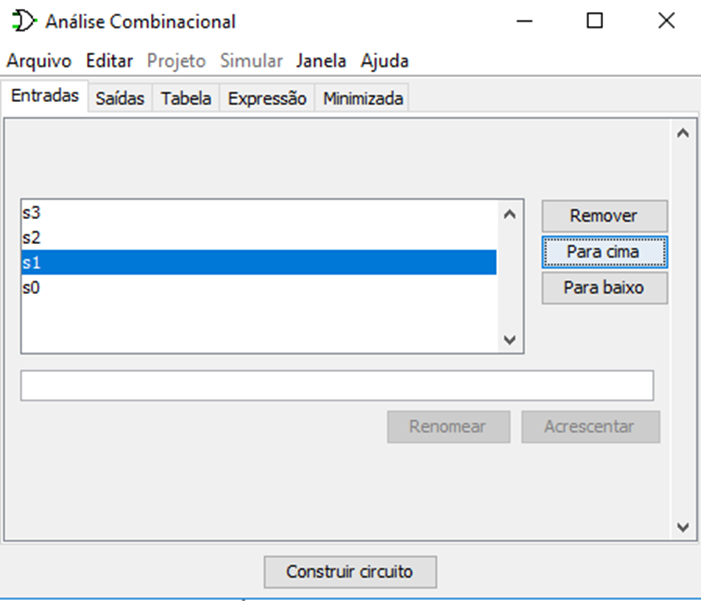 Análise Combinacional
Arquivo Editar Projeto Simular Janela Ajuda
Entradas Saídas Tabela Expressão Minimizada
s3
s2
s1
s0
Remover
Para cima
Para baixo
Renomear Acrescentar
Construir circuito